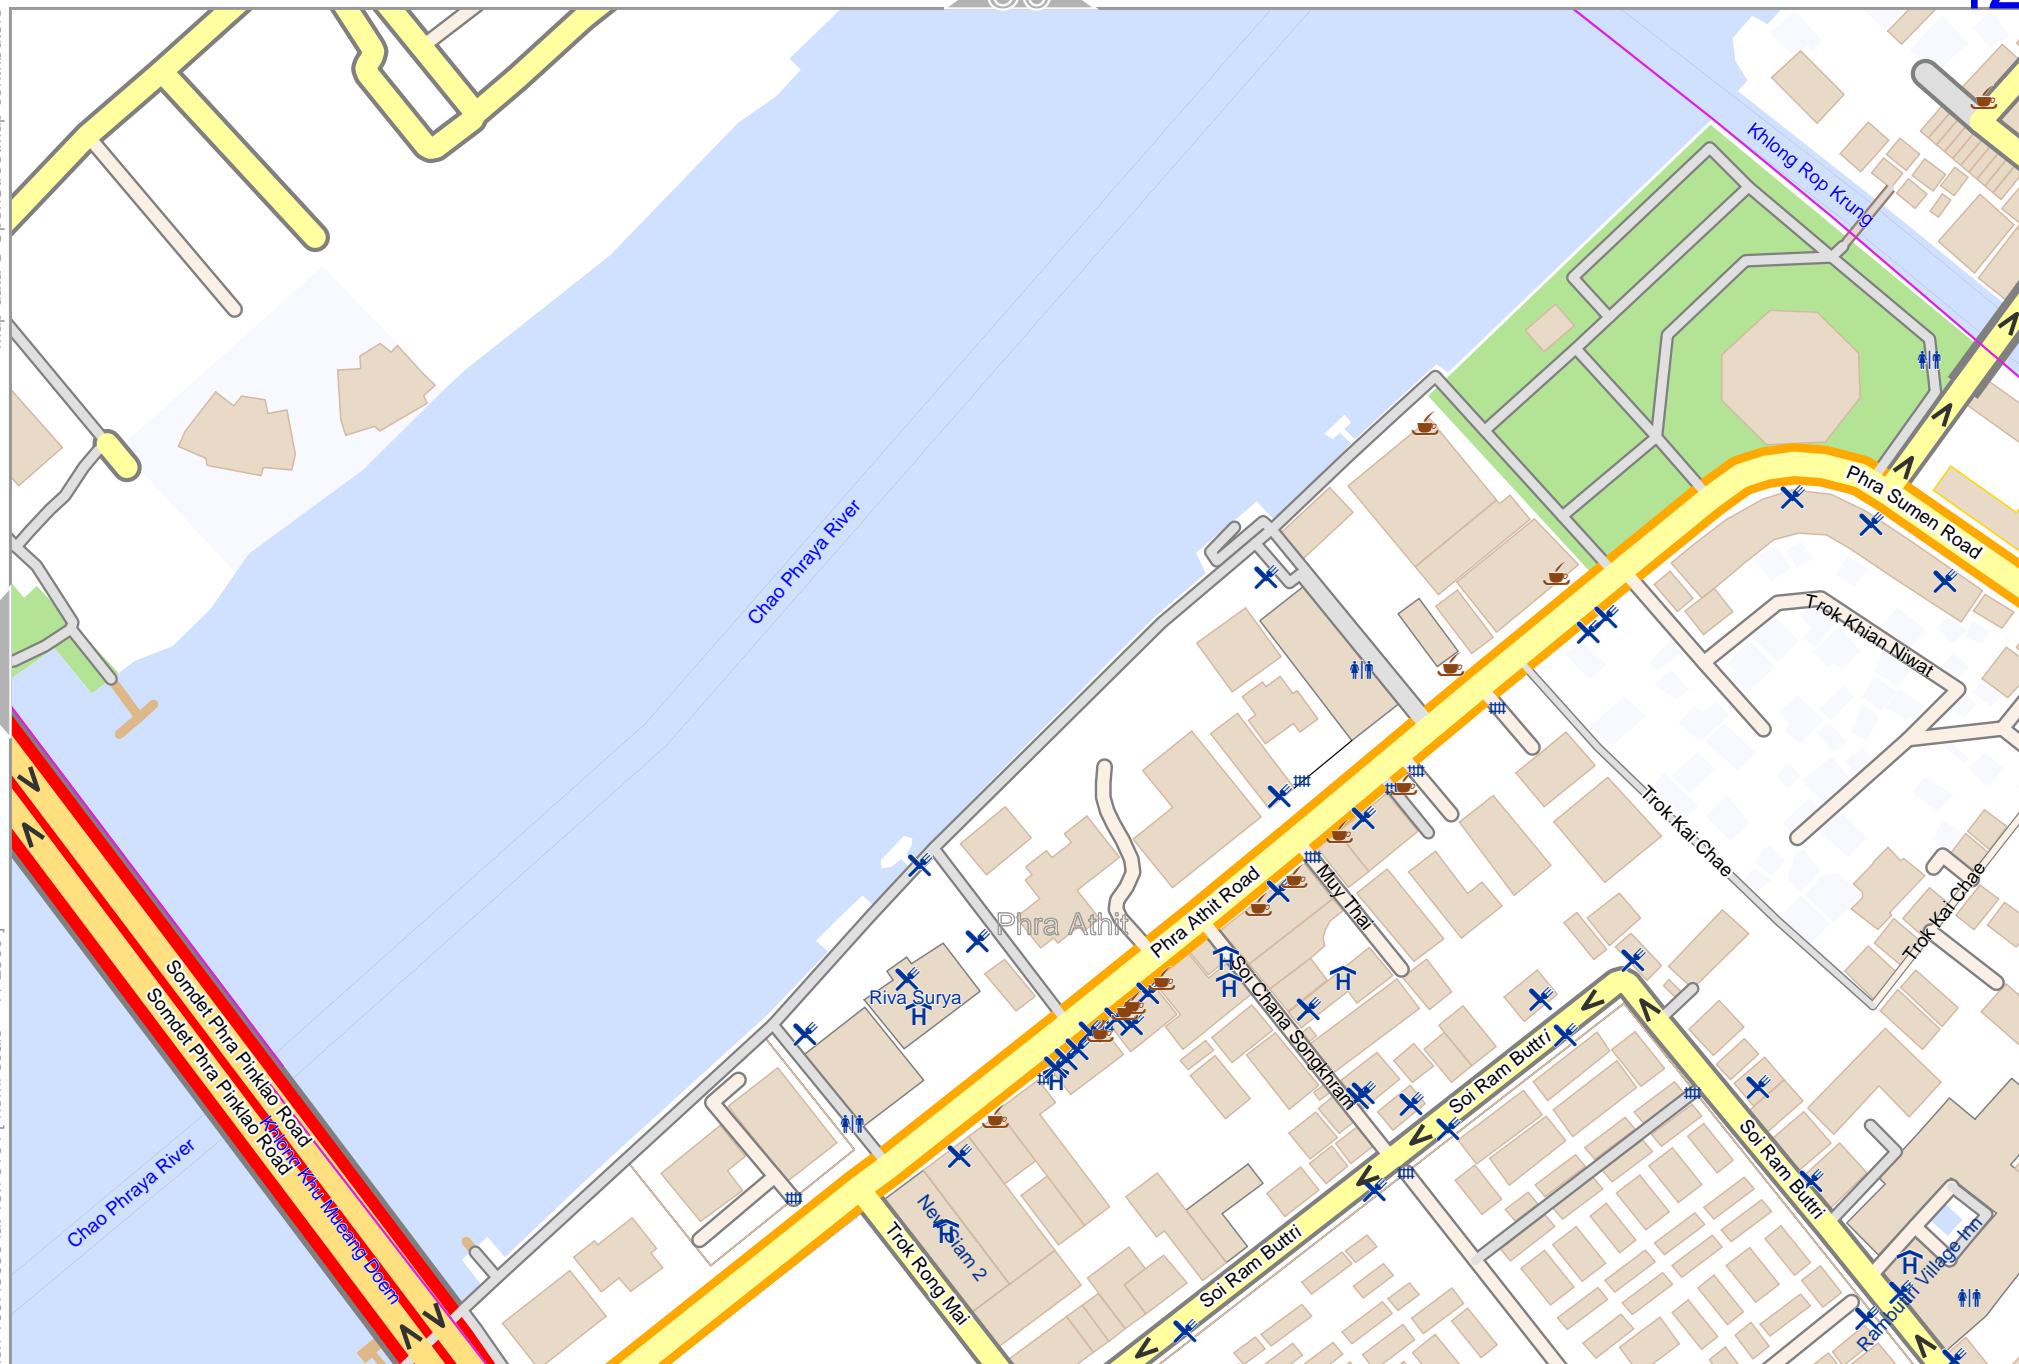 Khlong Rop Krung
Phra Sumen Road
Chao Phraya River
Trok Khian Niwat
Trok Kai Chae
Trok Kai Chae
Phra Athit Road
Muy Thai
Phra Athit
Riva Surya
Soi Chana Songkhram
Soi Ram Buttri
Soi Ram Buttri
Soi Ram Buttri
Somdet Phra Pinklao Road
Somdet Phra Pinklao Road
Khlong Khu Mueang Doem
Chao Phraya River
New Siam 2
Trok Rong Mai
Rambuttri Village Inn